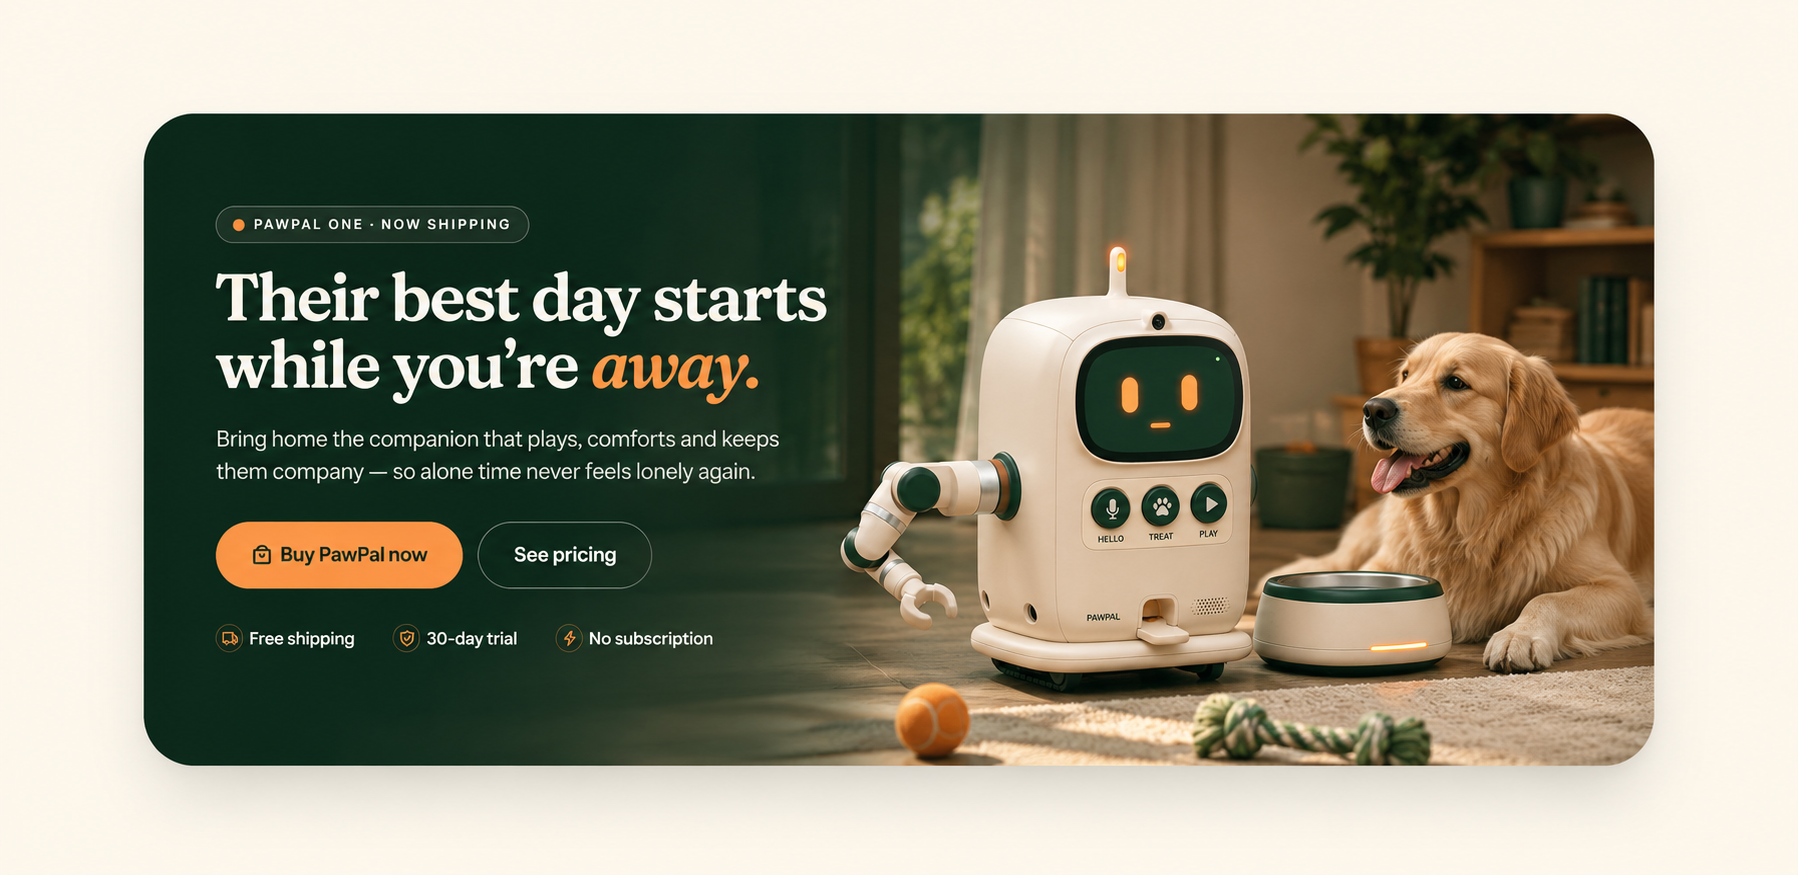 PAWPAL ONE · NOW SHIPPING
Their best day starts
while you’re away.
Bring home the companion that plays, comforts and keeps
them company — so alone time never feels lonely again.
Buy PawPal now
See pricing
Free shipping
30-day trial
No subscription
HELLO
TREAT
PLAY
PAWPAL